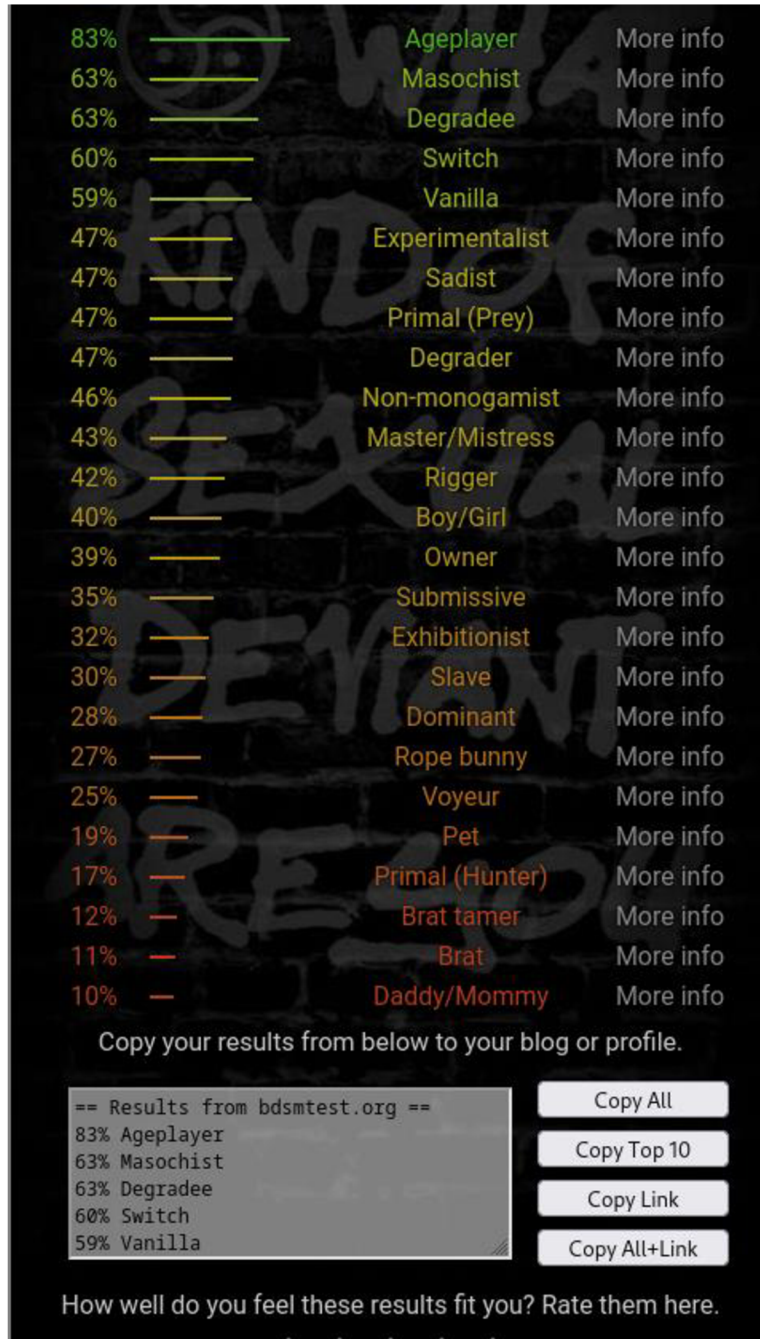 83% Ageplayer More info
63% Masochist More info
63% Degradee More info
60% Switch More info
59% Vanilla More info
47% Experimentalist More info
47% Sadist More info
47% Primal (Prey) More info
47% Degrader More info
46% Non-monogamist More info
43% Master/Mistress More info
42% Rigger More info
40% Boy/Girl More info
39% Owner More info
35% Submissive More info
32% Exhibitionist More info
30% Slave More info
28% Dominant More info
27% Rope bunny More info
25% Voyeur More info
19% Pet More info
17% Primal (Hunter) More info
12% Brat tamer More info
11% Brat More info
10% Daddy/Mommy More info
Copy your results from below to your blog or profile.
== Results from bdsmtest.org ==
83% Ageplayer
63% Masochist
63% Degradee
60% Switch
59% Vanilla
Copy All
Copy Top 10
Copy Link
Copy All+Link
How well do you feel these results fit you? Rate them here.
WHAT
KiND OF
SEXUAL
DEViANT
ARE YOU